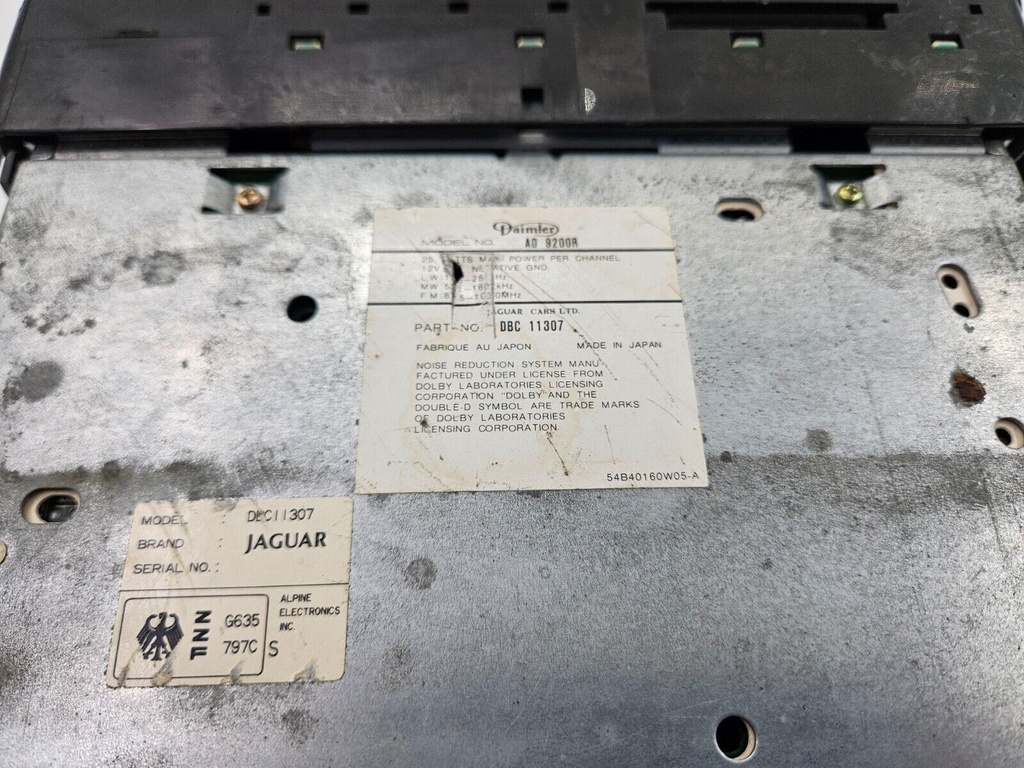 Daimler
MODEL NO. AD 9200R
MAX POWER PER CHANNEL
12V NEGATIVE GND
JAGUAR CARS LTD.
PART-NO. DBC 11307
FABRIQUE AU JAPON MADE IN JAPAN
NOISE REDUCTION SYSTEM MANU-
FACTURED UNDER LICENSE FROM
DOLBY LABORATORIES LICENSING
CORPORATION "DOLBY" AND THE
DOUBLE-D SYMBOL ARE TRADE MARKS
OF DOLBY LABORATORIES
LICENSING CORPORATION.
54B40160W05-A
MODEL : DBC11307
BRAND : JAGUAR
SERIAL NO. :
ZZL
G635
797C S
ALPINE
ELECTRONICS
INC.